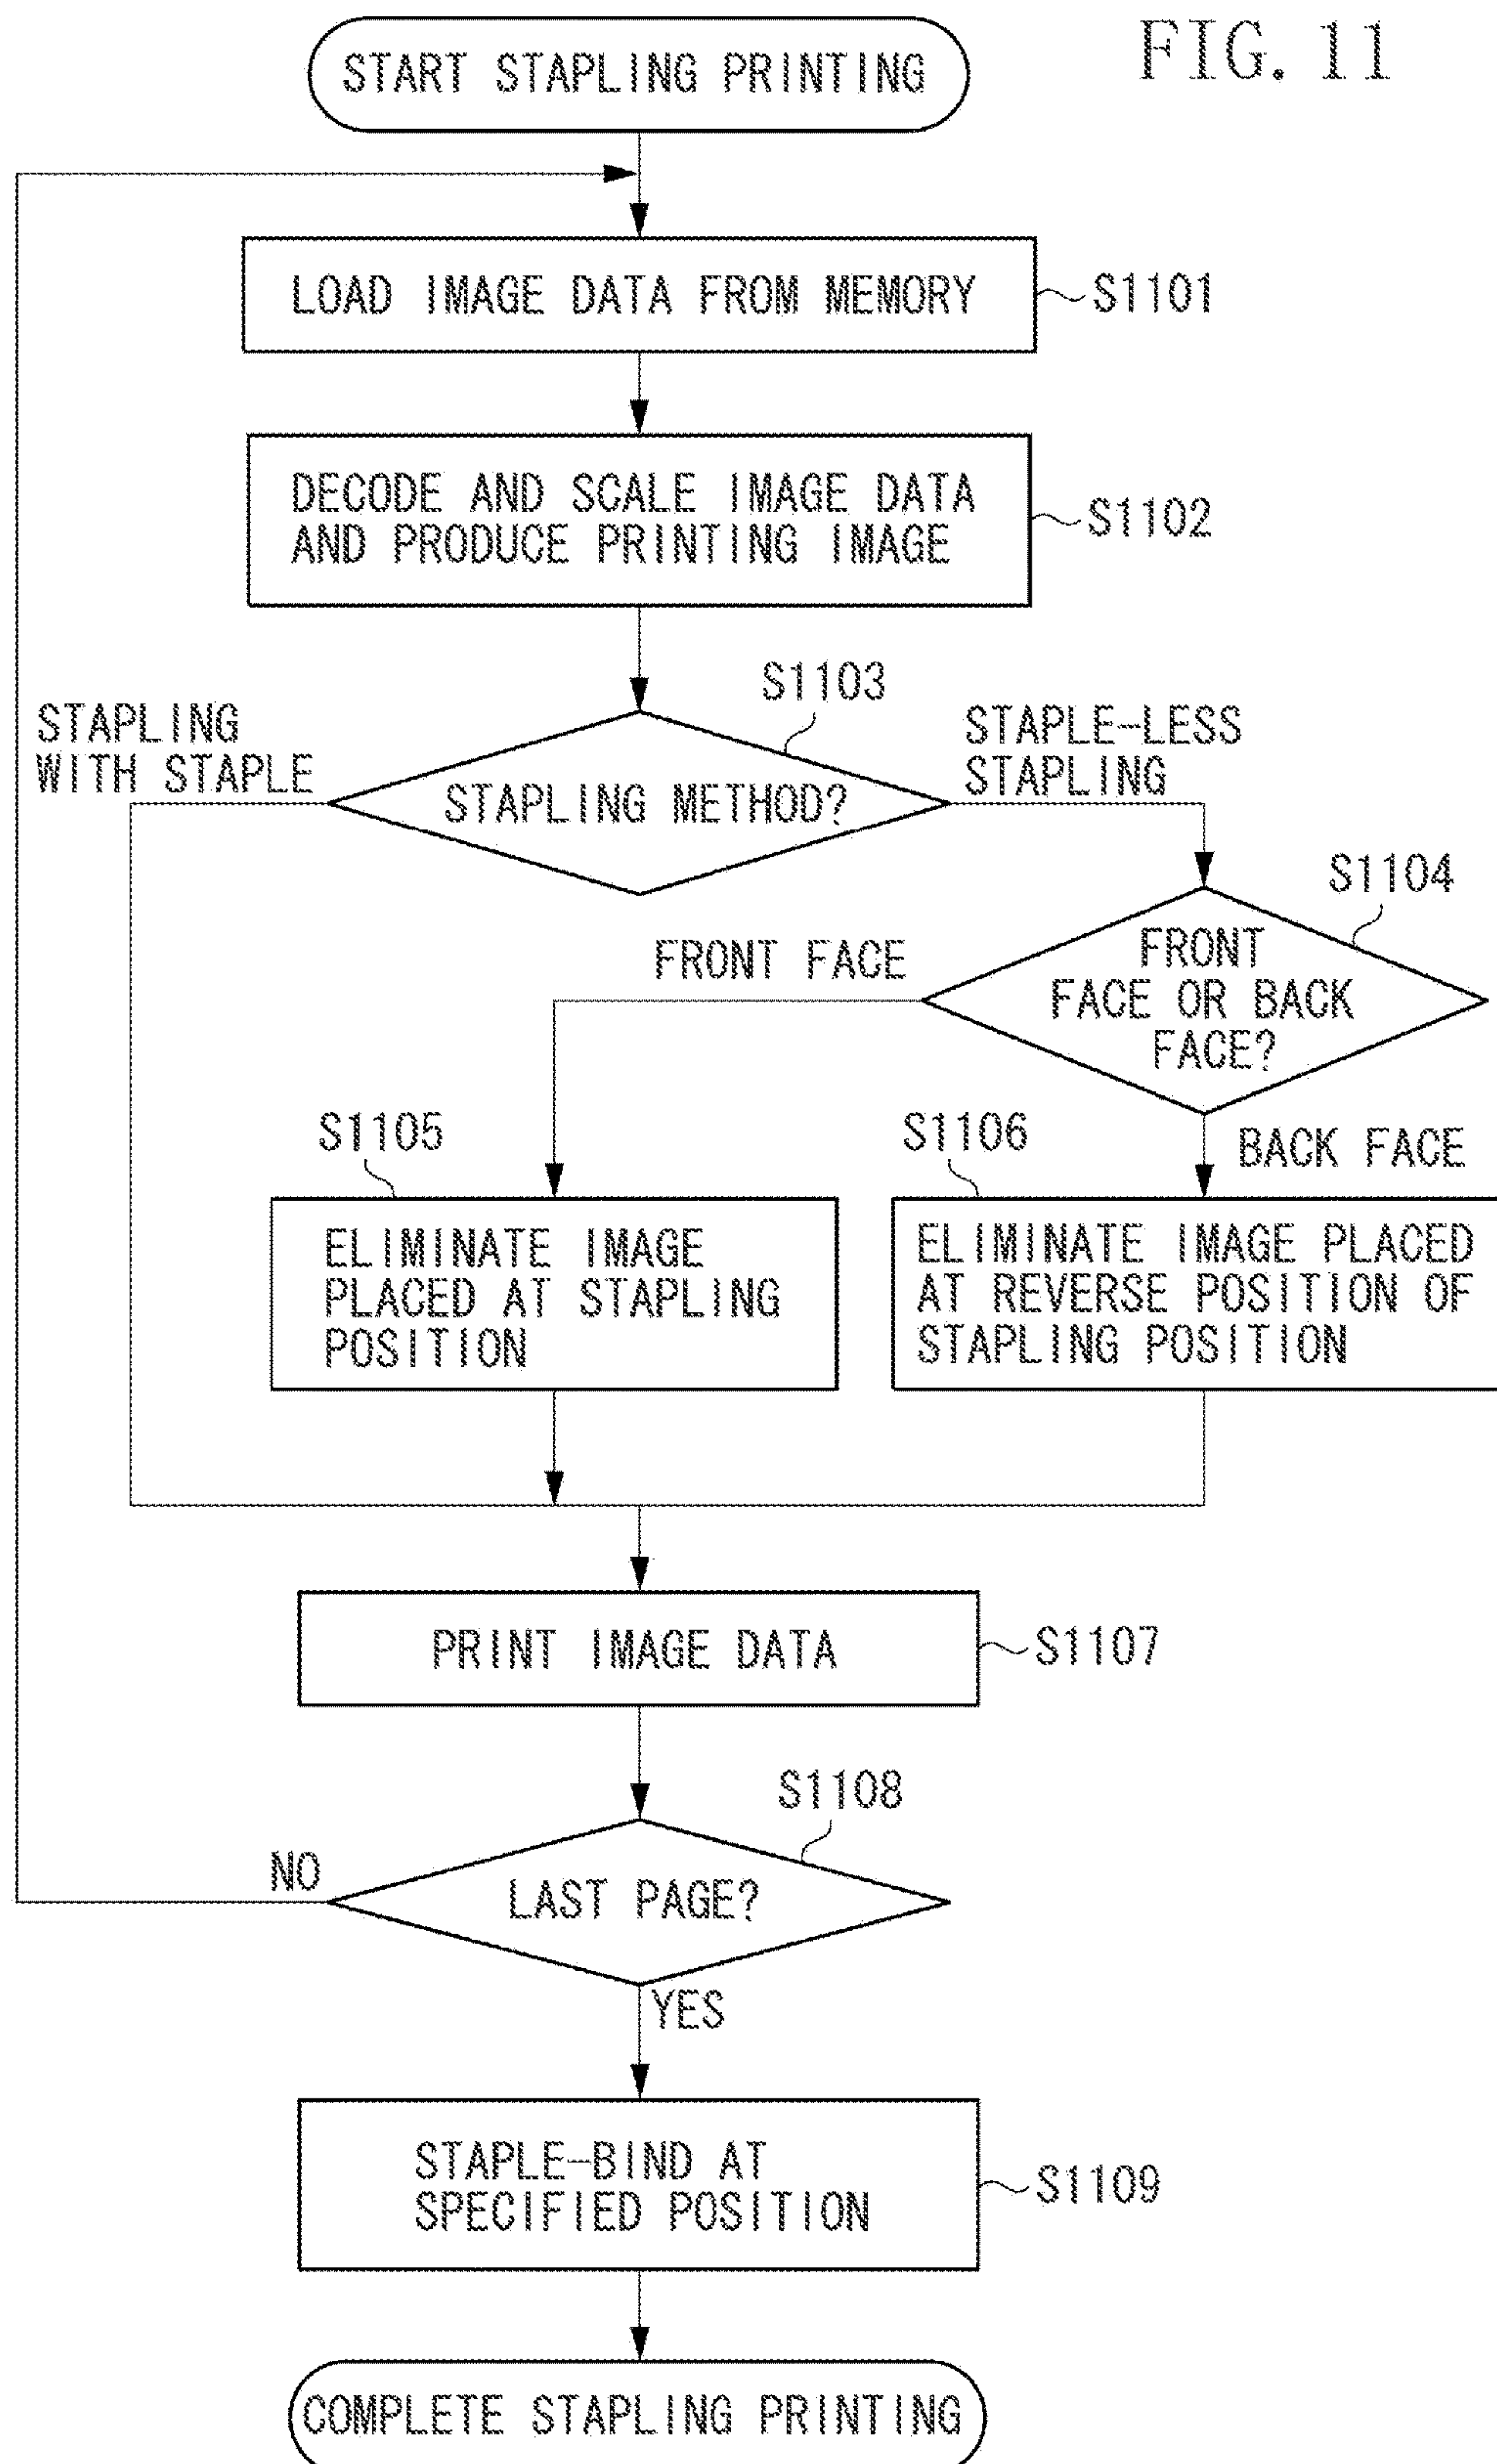 FIG. 11
START STAPLING PRINTING
LOAD IMAGE DATA FROM MEMORY
S1101
DECODE AND SCALE IMAGE DATA
AND PRODUCE PRINTING IMAGE
S1102
S1103
STAPLING
WITH STAPLE
STAPLING METHOD?
STAPLE-LESS
STAPLING
S1104
FRONT FACE
FRONT
FACE OR BACK
FACE?
S1105
S1106
BACK FACE
ELIMINATE IMAGE
PLACED AT STAPLING
POSITION
ELIMINATE IMAGE PLACED
AT REVERSE POSITION OF
STAPLING POSITION
PRINT IMAGE DATA
S1107
S1108
NO
LAST PAGE?
YES
STAPLE-BIND AT
SPECIFIED POSITION
S1109
COMPLETE STAPLING PRINTING